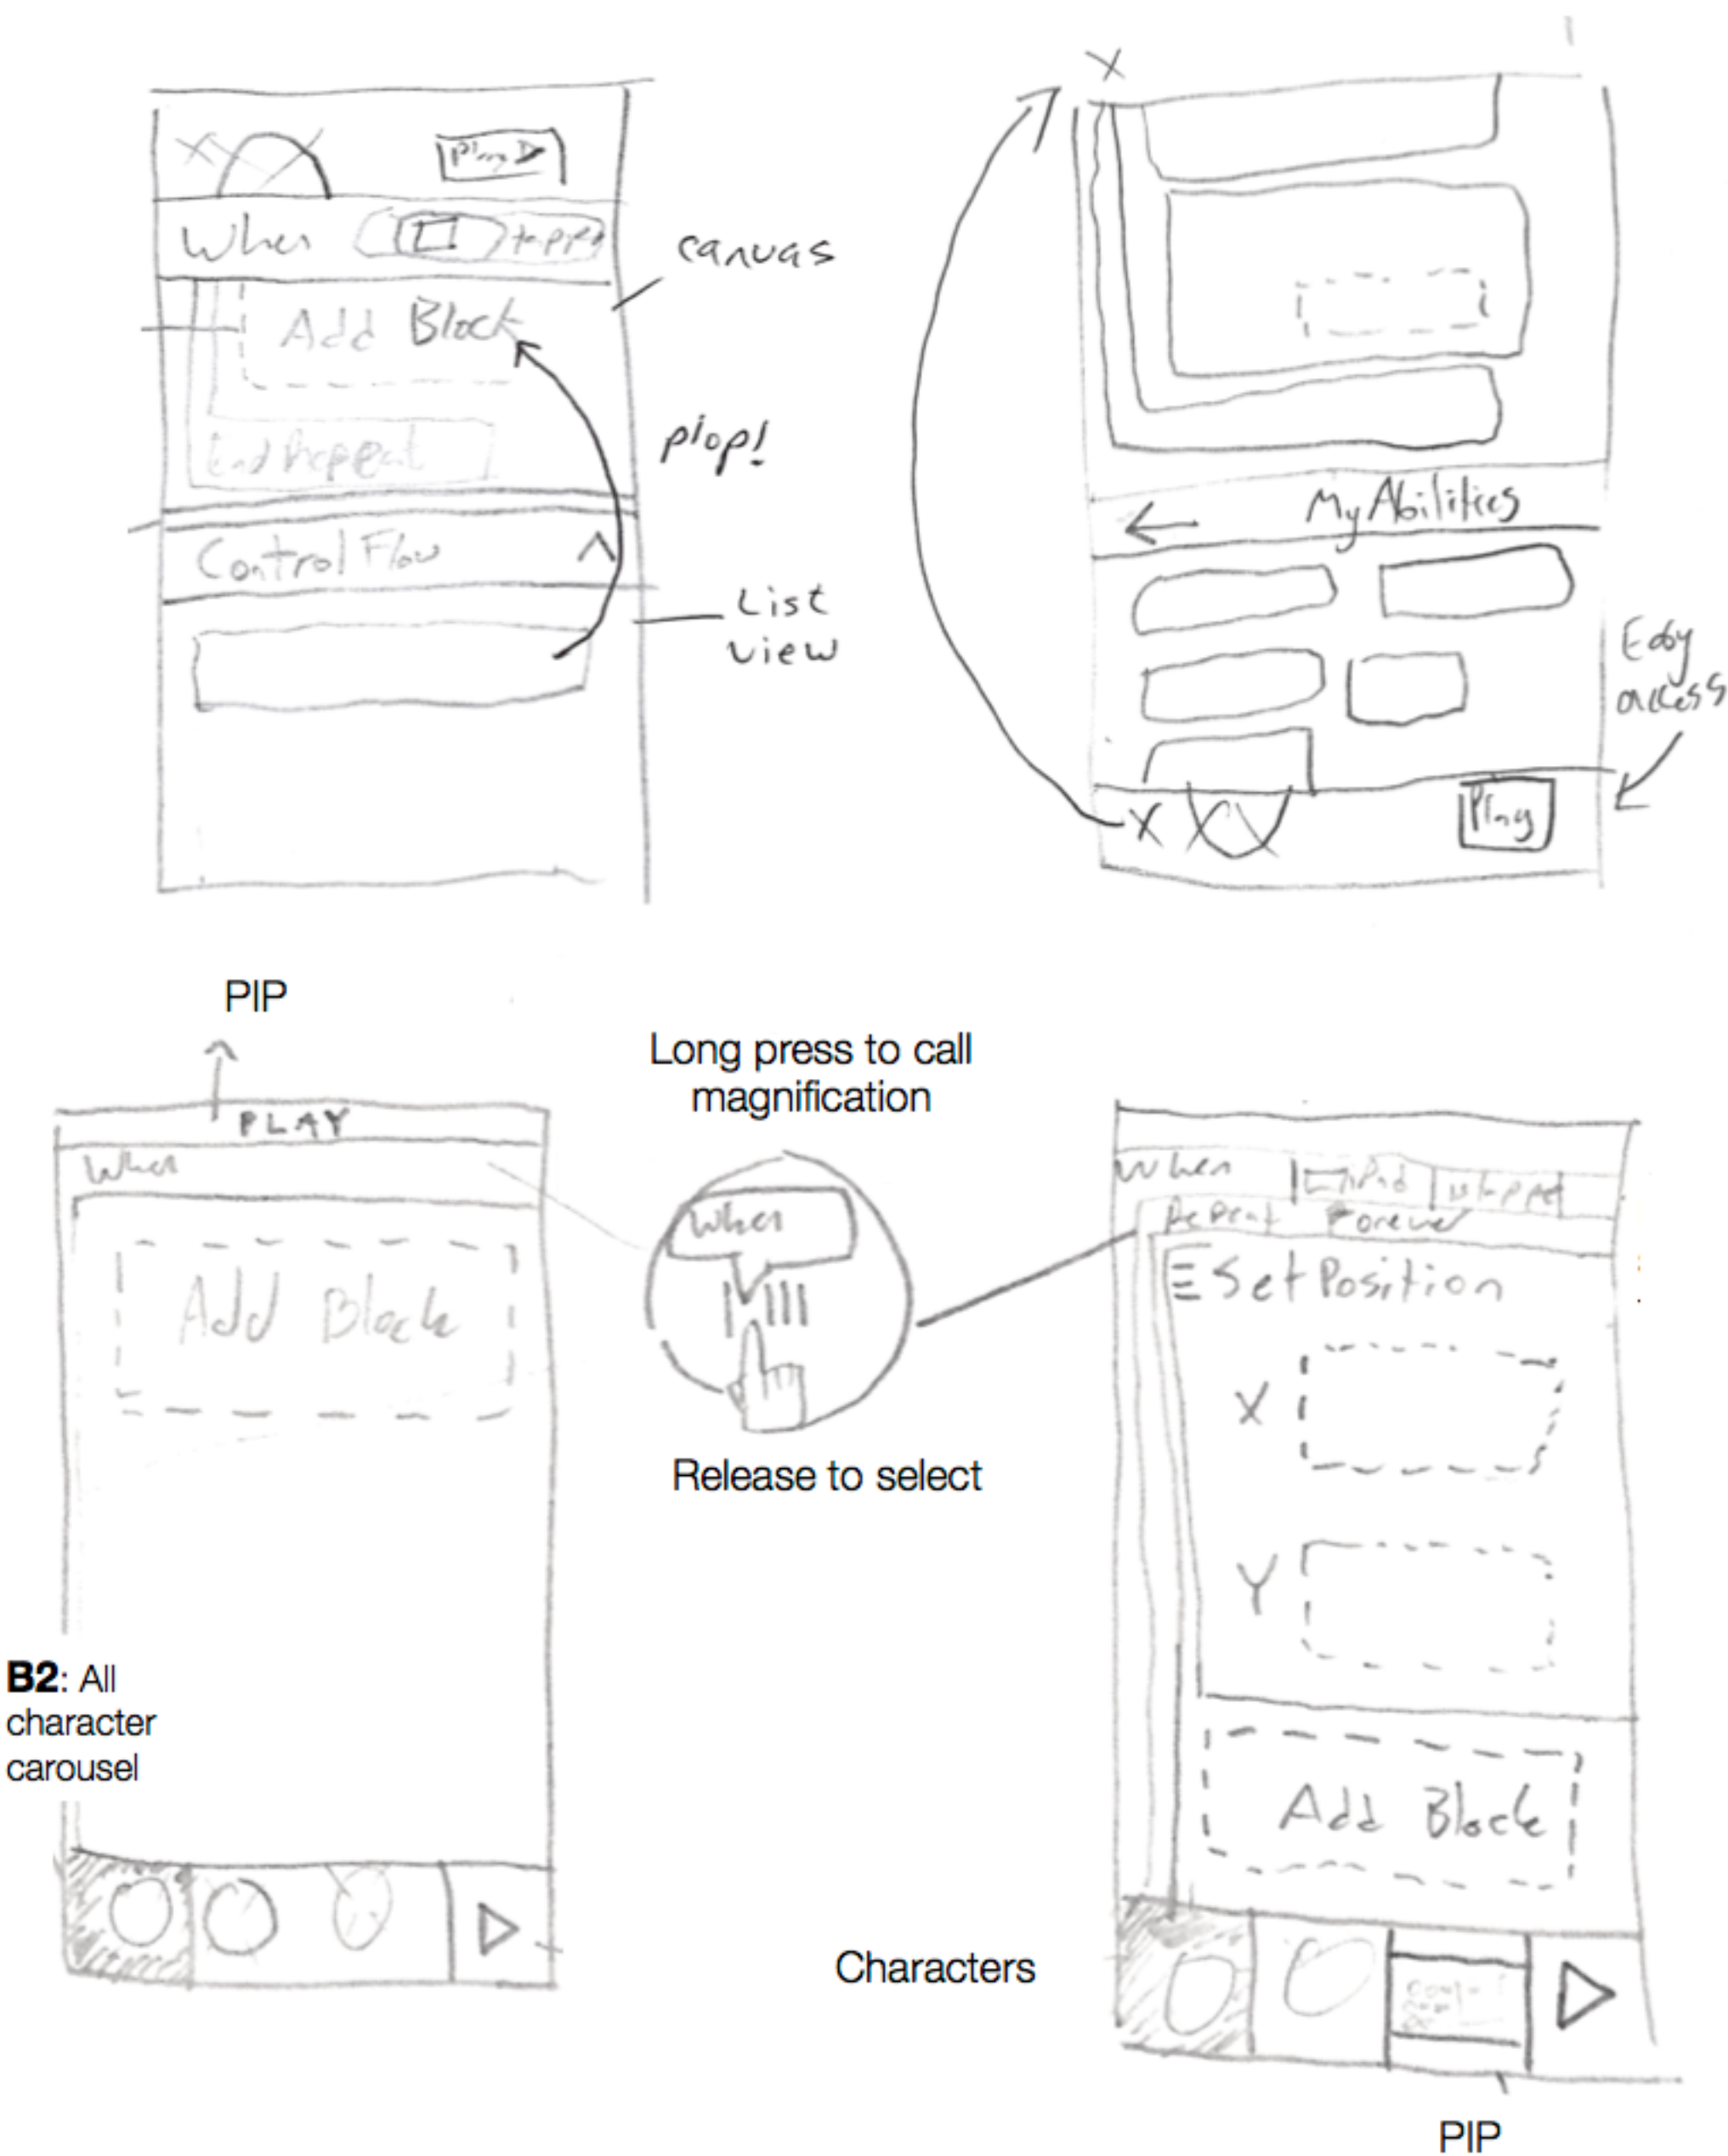 X
Play
When tapped
canvas
Add Block
plop!
End Repeat
Control Flow
List
view
My Abilities
Easy
access
X
Play
PIP
Long press to call
magnification
PLAY
When
When
Add Block
Release to select
When is tapped
Repeat Forever
Set Position
X
Y
Add Block
B2: All
character
carousel
Characters
PIP